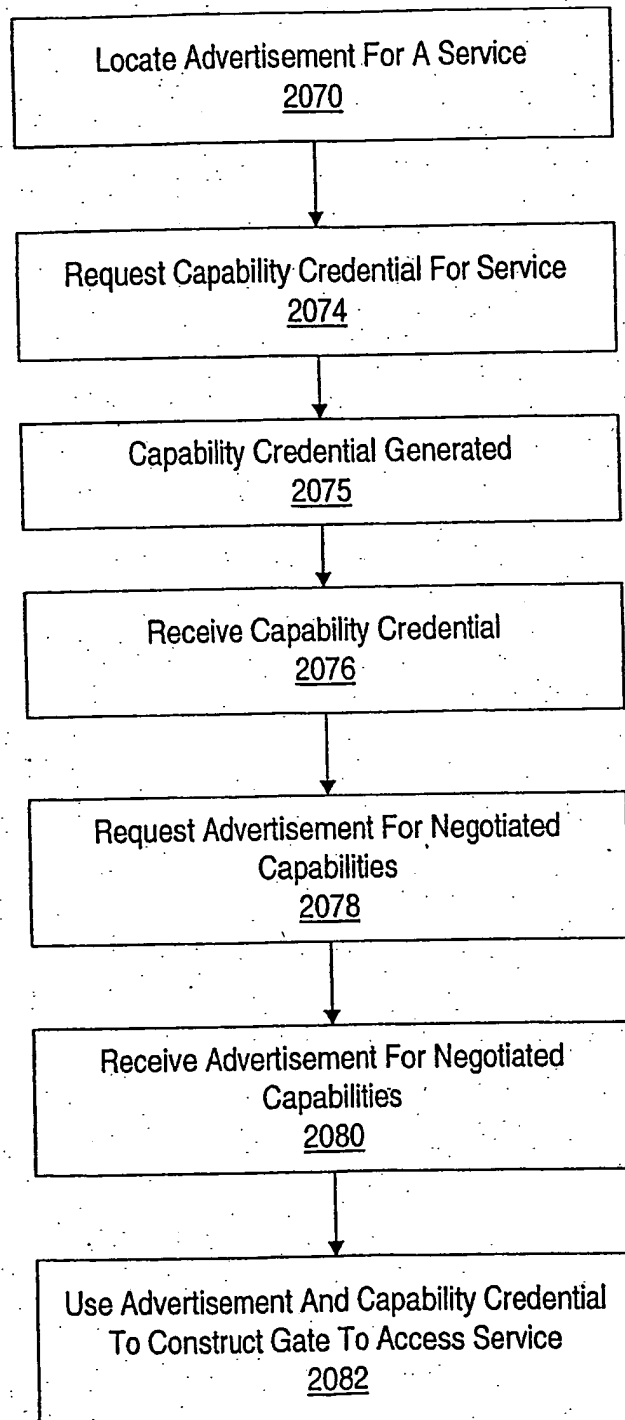 Locate Advertisement For A Service
2070
Request Capability Credential For Service
2074
Capability Credential Generated
2075
Receive Capability Credential
2076
Request Advertisement For Negotiated
Capabilities
2078
Receive Advertisement For Negotiated
Capabilities
2080
Use Advertisement And Capability Credential
To Construct Gate To Access Service
2082